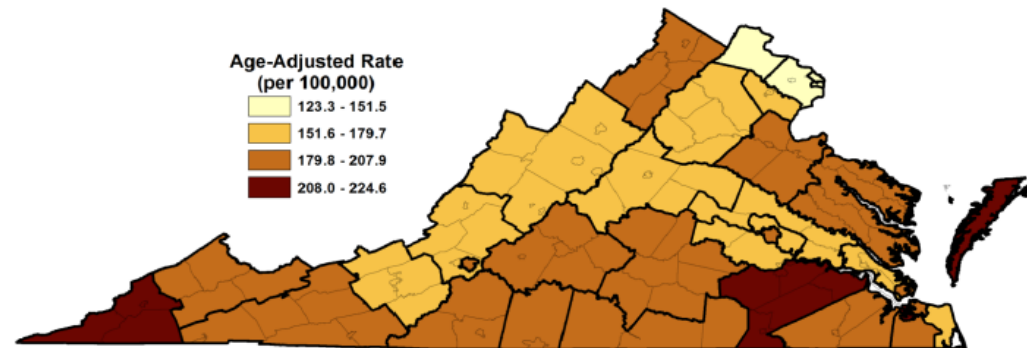 Age-Adjusted Rate
(per 100,000)
123.3 - 151.5
151.6 - 179.7
179.8 - 207.9
208.0 - 224.6